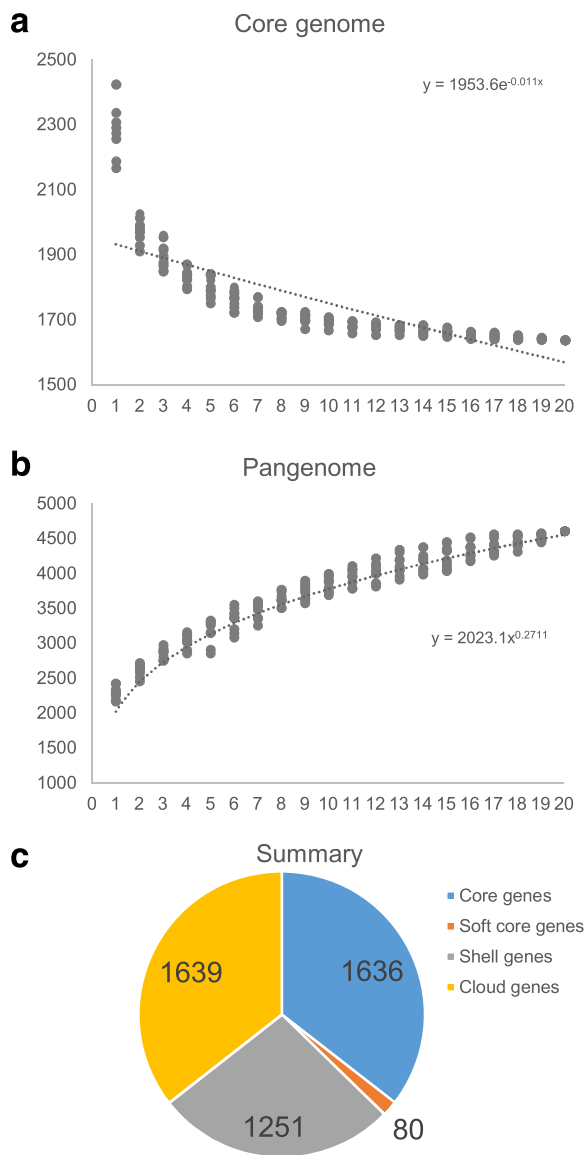 a
Core genome
2500
2300
2100
1900
1700
1500
y = 1953.6e-0.011x
0 1 2 3 4 5 6 7 8 9 10 11 12 13 14 15 16 17 18 19 20
b
Pangenome
5000
4500
4000
3500
3000
2500
2000
1500
1000
y = 2023.1x0.2711
0 1 2 3 4 5 6 7 8 9 10 11 12 13 14 15 16 17 18 19 20
c
Summary
1639
1636
1251
80
Core genes
Soft core genes
Shell genes
Cloud genes